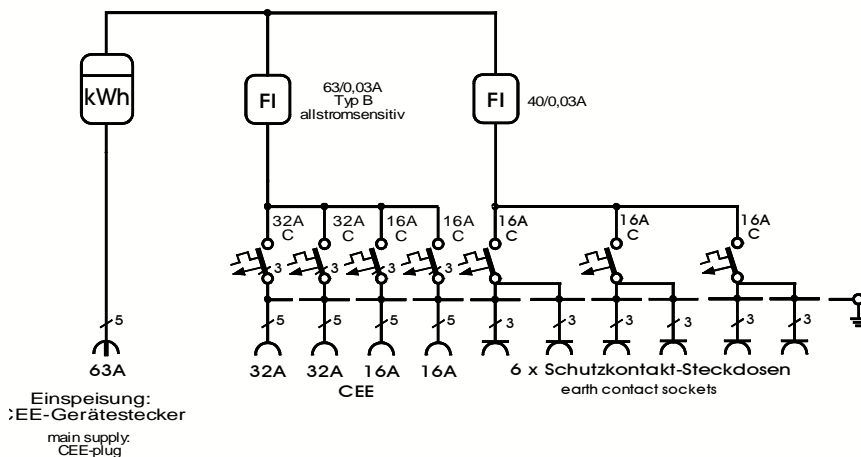 kWh
FI
63/0,03A
Typ B
allstromsensitiv
FI
40/0,03A
32A
C
32A
C
16A
C
16A
C
16A
C
16A
C
16A
C
3
3
3
3
5
5
5
5
5
3
3
3
3
3
3
63A
32A
32A
16A
16A
CEE
6 x Schutzkontakt-Steckdosen
earth contact sockets
Einspeisung:
CEE-Gerätestecker
main supply:
CEE-plug